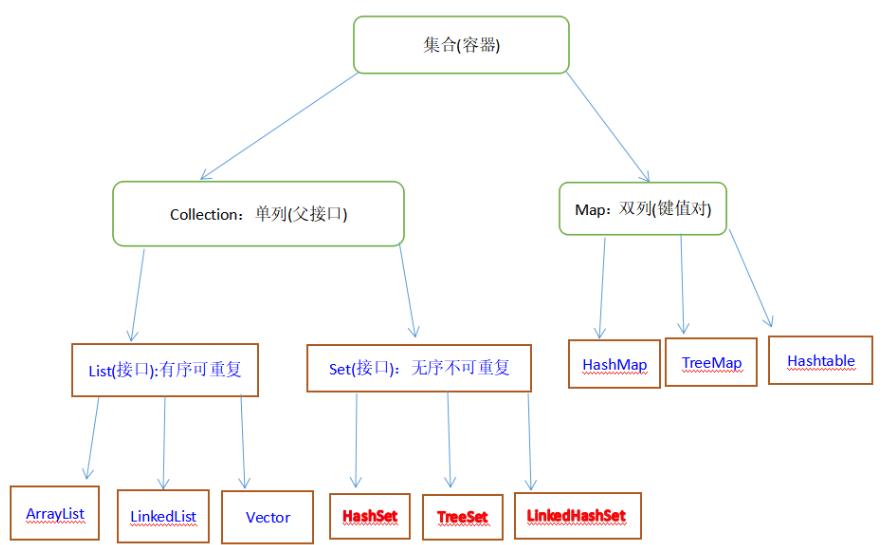 集合(容器)
Collection：单列(父接口)
Map：双列(键值对)
List(接口):有序可重复
Set(接口)：无序不可重复
HashMap
TreeMap
Hashtable
ArrayList
LinkedList
Vector
HashSet
TreeSet
LinkedHashSet